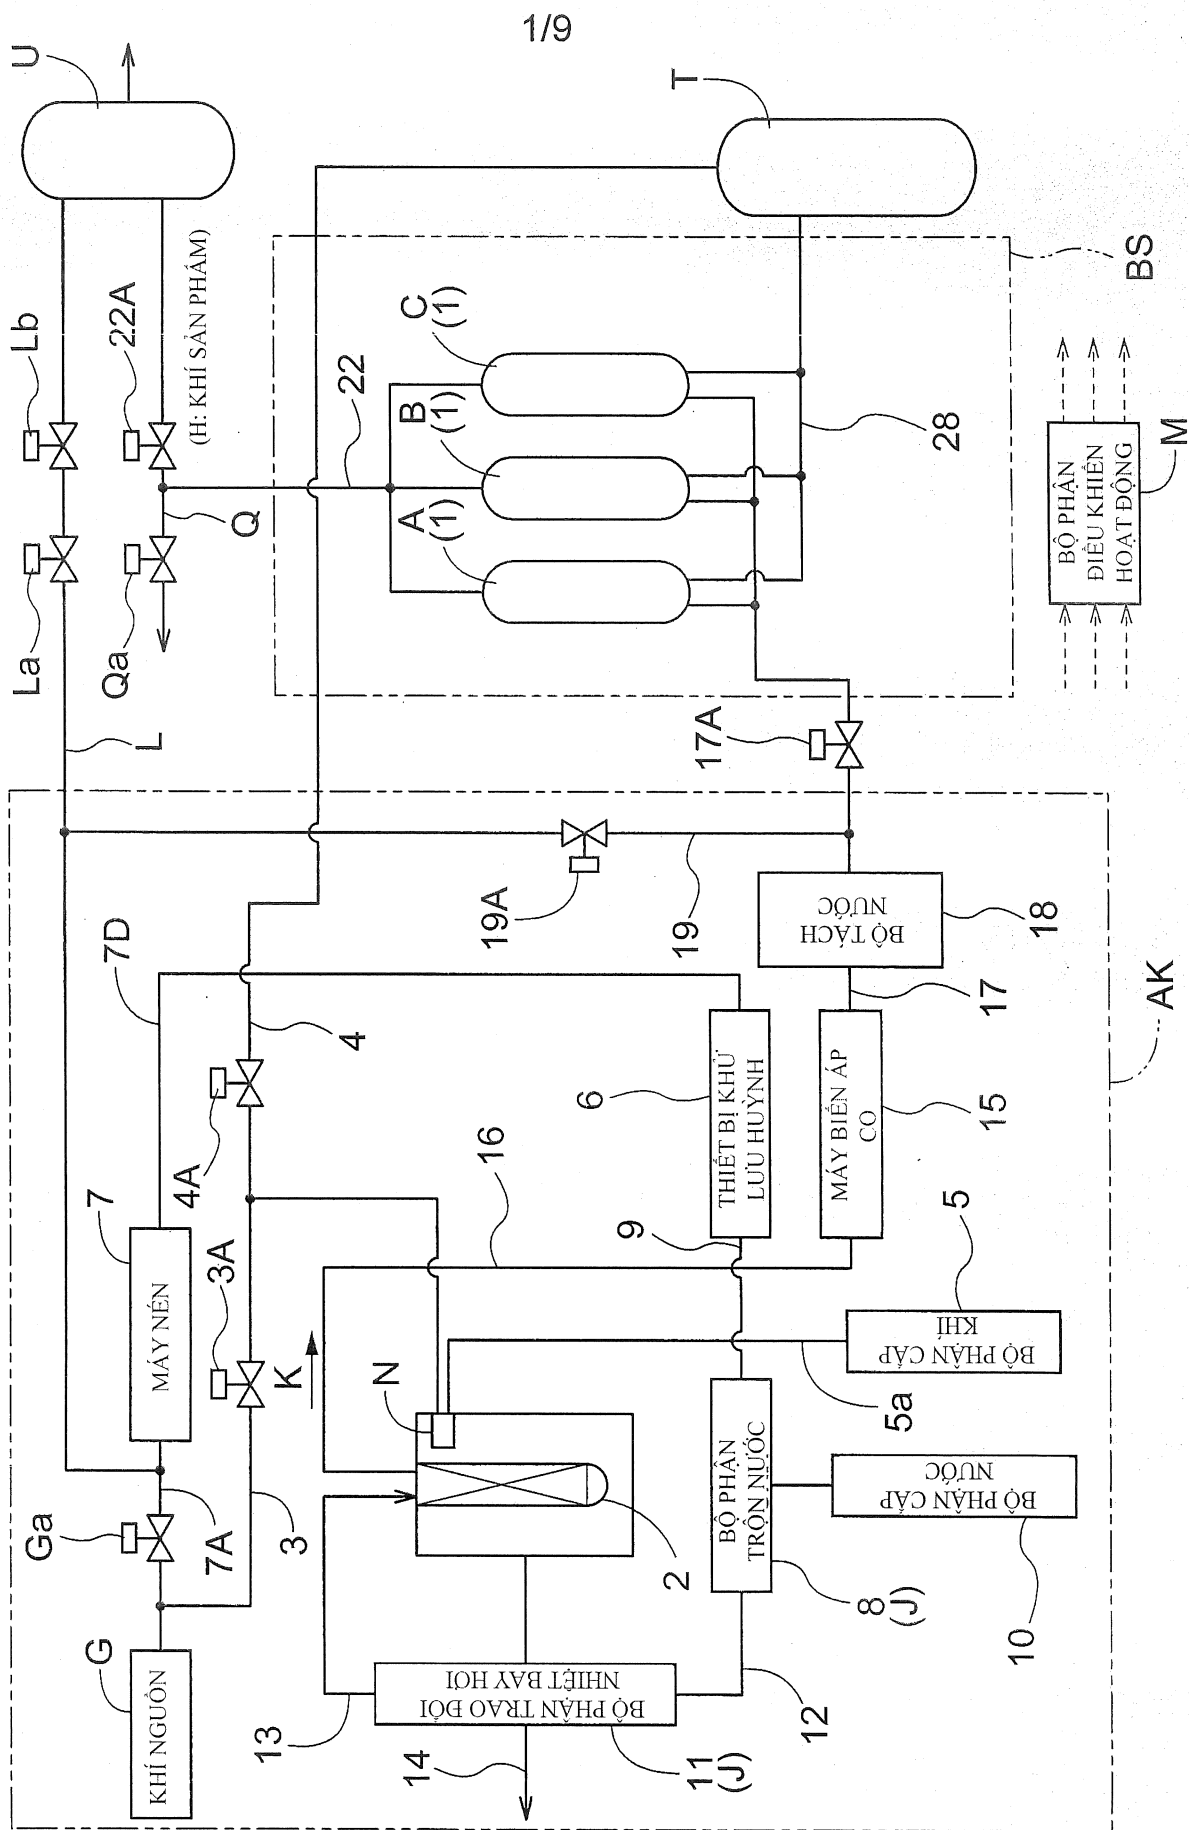 1/9
U
T
Lb
22A
(H: KHÍ SẢN PHẨM)
La
Qa
Q
L
22
C
(1)
B
(1)
A
(1)
28
BS
BỘ PHẬN
ĐIỀU KHIỂN
HOẠT ĐỘNG
M
17A
19A
19
BỘ TÁCH
NƯỚC
18
17
AK
7D
4
4A
7
MÁY NÉN
3A
K
N
16
6
THIẾT BỊ KHỬ
LƯU HUỲNH
9
MÁY BIẾN ÁP
CO
15
5
BỘ PHẬN CẤP
KHÍ
5a
Ga
7A
3
2
BỘ PHẬN
TRỘN NƯỚC
8
(J)
BỘ PHẬN CẤP
NƯỚC
10
G
KHÍ NGUỒN
13
14
BỘ PHẬN TRAO ĐỔI
NHIỆT BAY HƠI
11
(J)
12